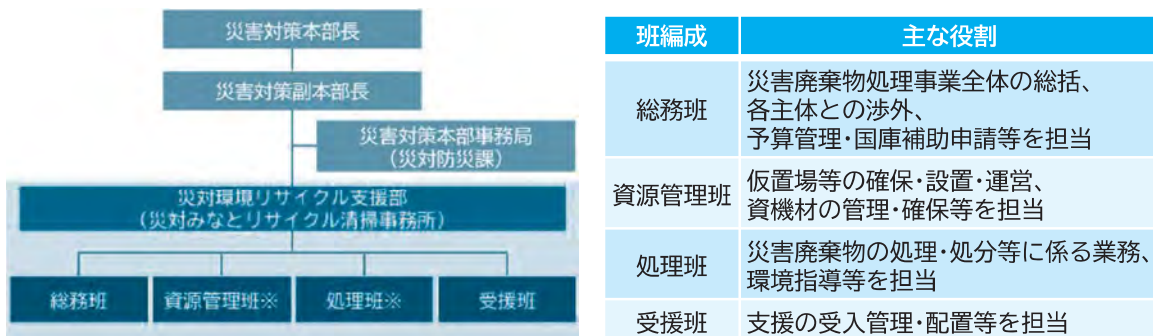 災害対策本部長
災害対策副本部長
災害対策本部事務局
（災対防災課）
災対環境リサイクル支援部
（災対みなとリサイクル清掃事務所）
総務班
資源管理班※
処理班※
受援班
班編成
主な役割
総務班
災害廃棄物処理事業全体の総括、
各主体との渉外、
予算管理・国庫補助申請等を担当
資源管理班
仮置場等の確保・設置・運営、
資機材の管理・確保等を担当
処理班
災害廃棄物の処理・処分等に係る業務、
環境指導等を担当
受援班
支援の受入管理・配置等を担当